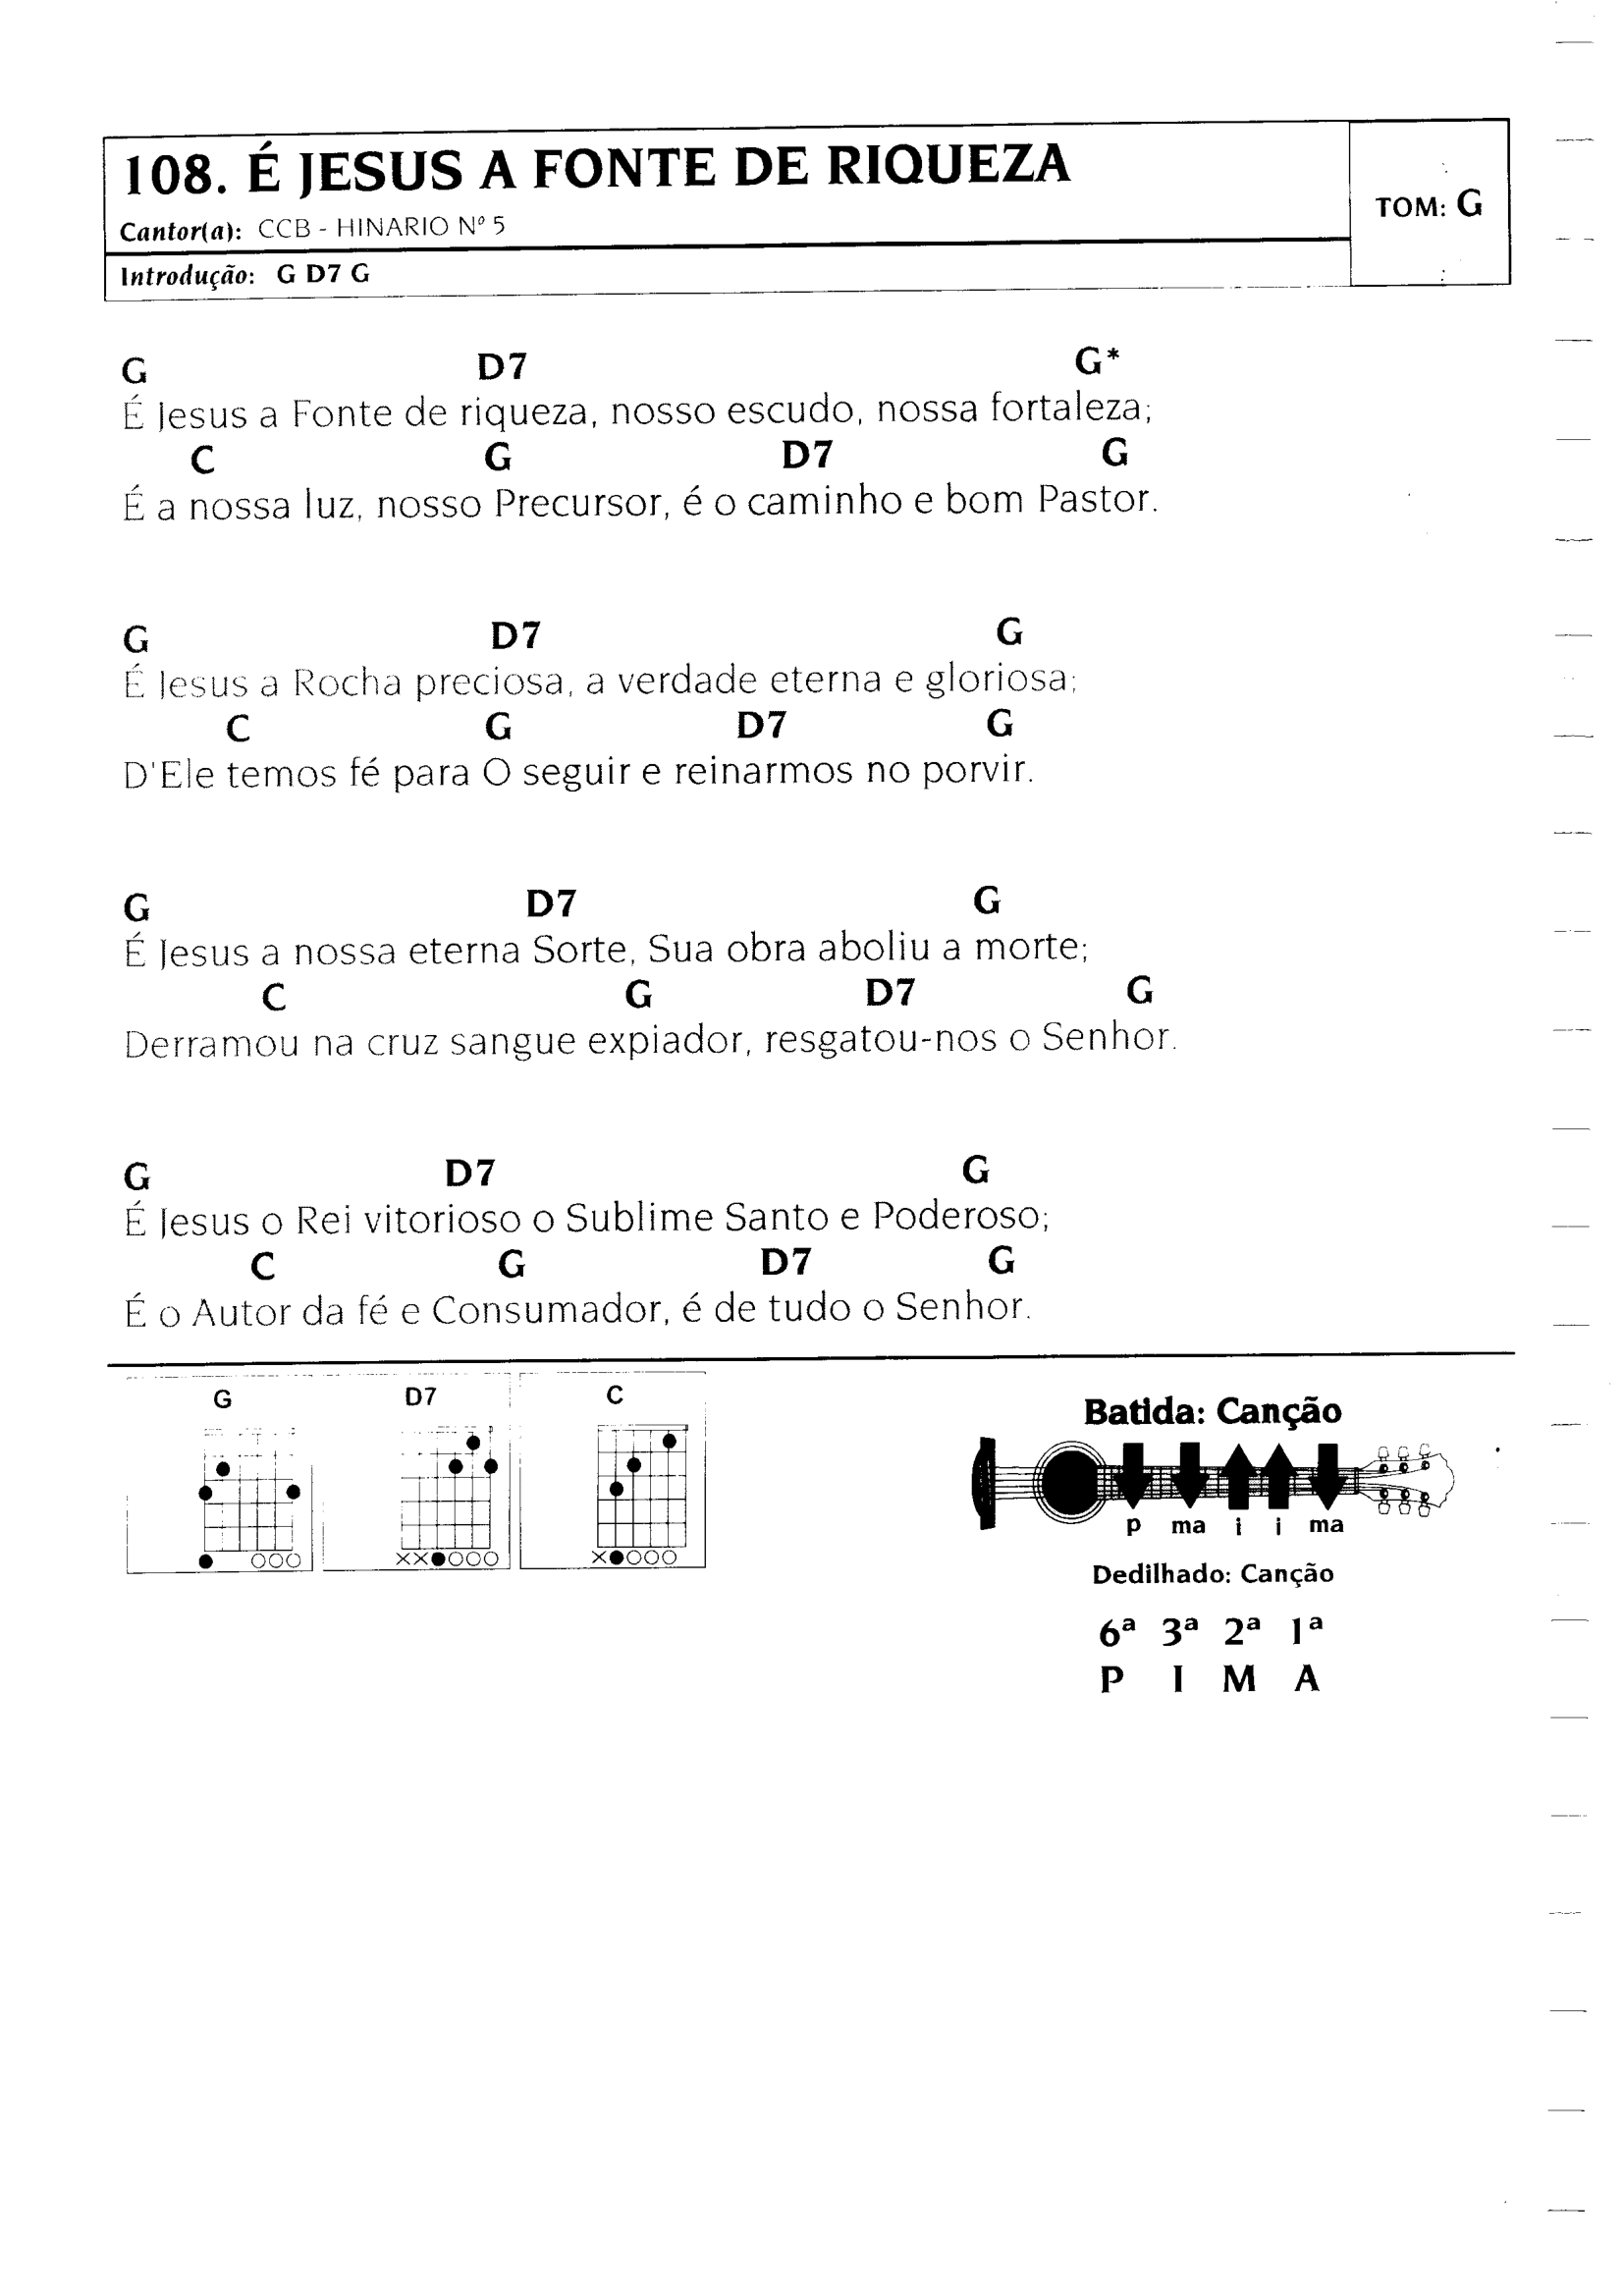 108. É JESUS A FONTE DE RIQUEZA
Cantor(a): CCB - HINARIO Nº 5
TOM: G
Introdução: G D7 G
G D7 G*
É Jesus a Fonte de riqueza, nosso escudo, nossa fortaleza;
C G D7 G
É a nossa luz, nosso Precursor, é o caminho e bom Pastor.
G D7 G
É Jesus a Rocha preciosa, a verdade eterna e gloriosa;
C G D7 G
D'Ele temos fé para O seguir e reinarmos no porvir.
G D7 G
É Jesus a nossa eterna Sorte, Sua obra aboliu a morte;
C G D7 G
Derramou na cruz sangue expiador, resgatou-nos o Senhor.
G D7 G
É Jesus o Rei vitorioso o Sublime Santo e Poderoso;
C G D7 G
É o Autor da fé e Consumador, é de tudo o Senhor.
G D7 C
Batida: Canção
p ma i i ma
Dedilhado: Canção
6ª 3ª 2ª 1ª
P I M A